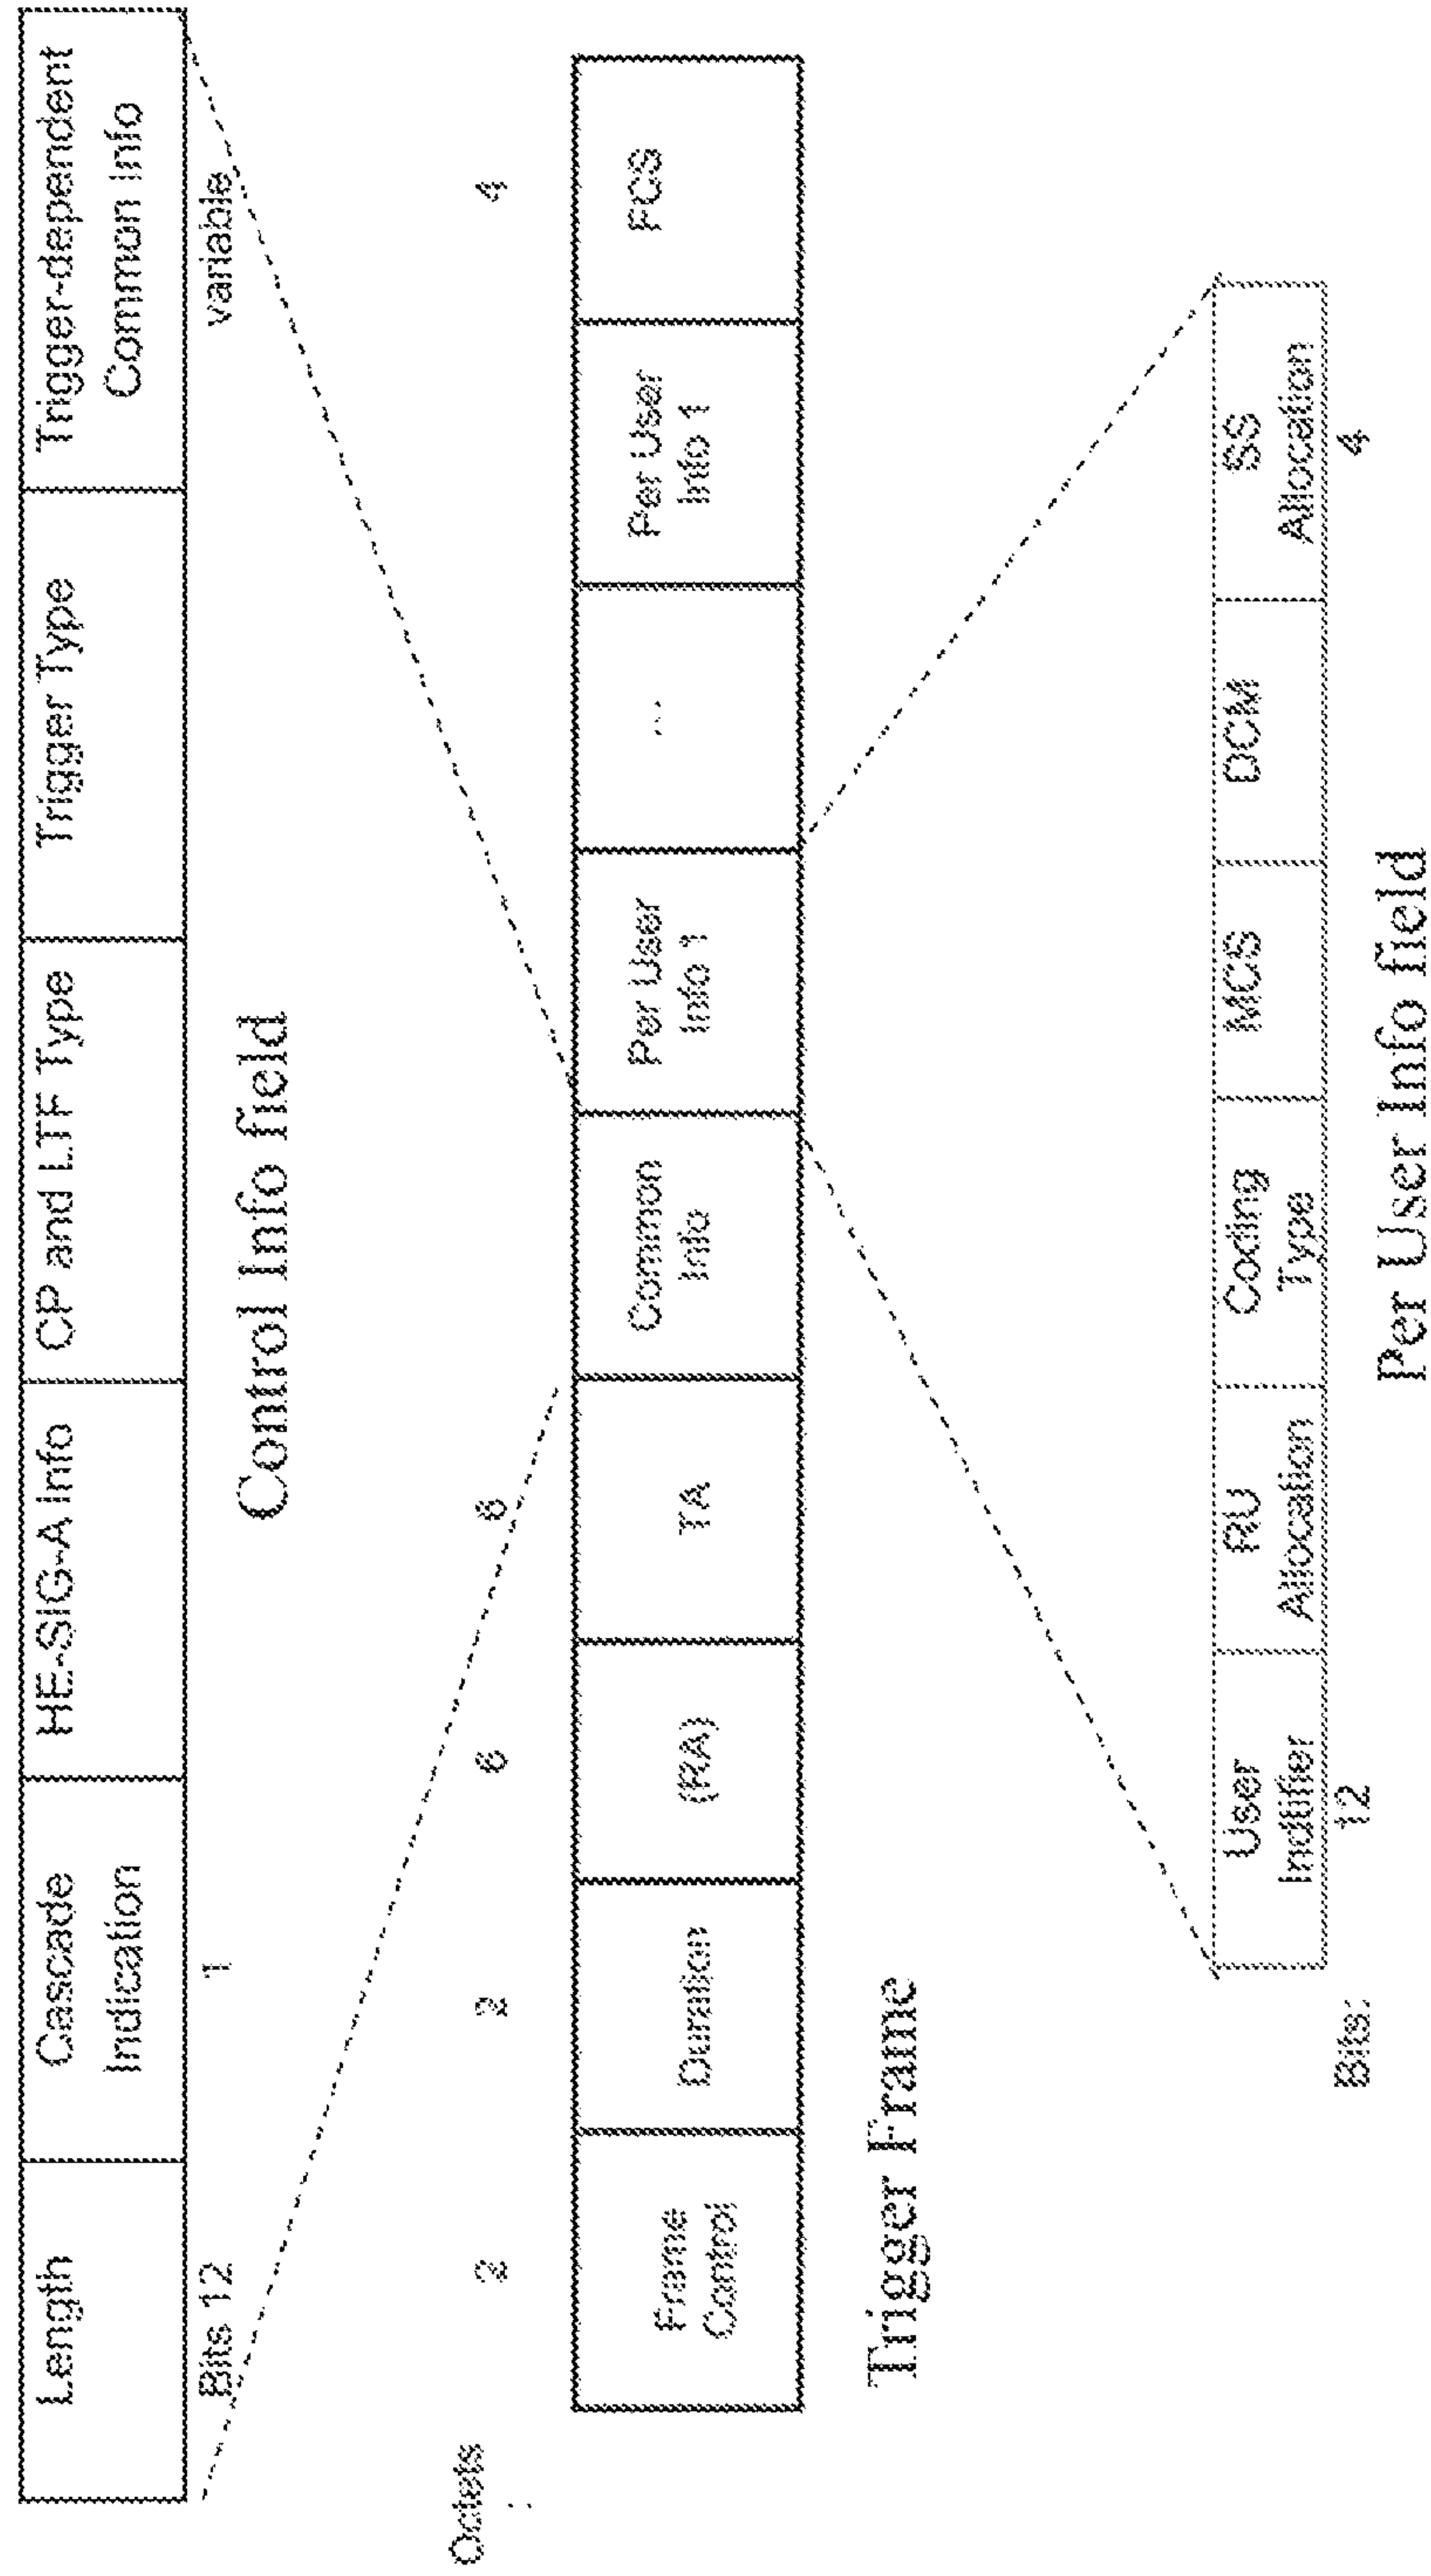 Length
Cascade
Indication
HE-SIG-A Info
CP and LTF Type
Trigger Type
Trigger-dependent
Common Info
Bits 12
1
variable
Control Info field
Octets
:
2
2
6
6
4
Frame
Control
Duration
(RA)
TA
Common
Info
Per User
Info 1
...
Per User
Info 1
FCS
Trigger Frame
User
Indtifier
RU
Allocation
Coding
Type
MCS
DCM
SS
Allocation
Bits:
12
4
Per User Info field